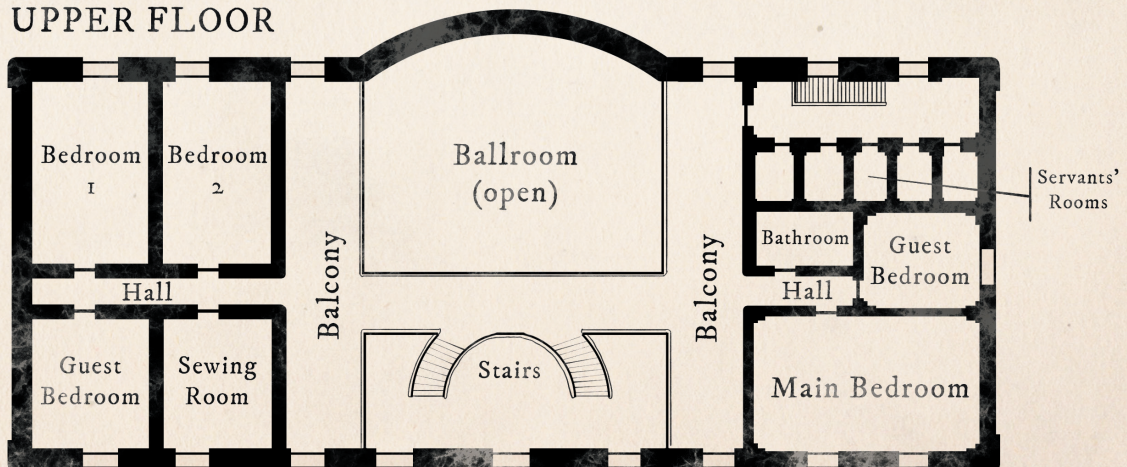 UPPER FLOOR
Bedroom
1
Bedroom
2
Ballroom
(open)
Servants'
Rooms
Bathroom
Guest
Bedroom
Hall
Balcony
Balcony
Hall
Guest
Bedroom
Sewing
Room
Stairs
Main Bedroom